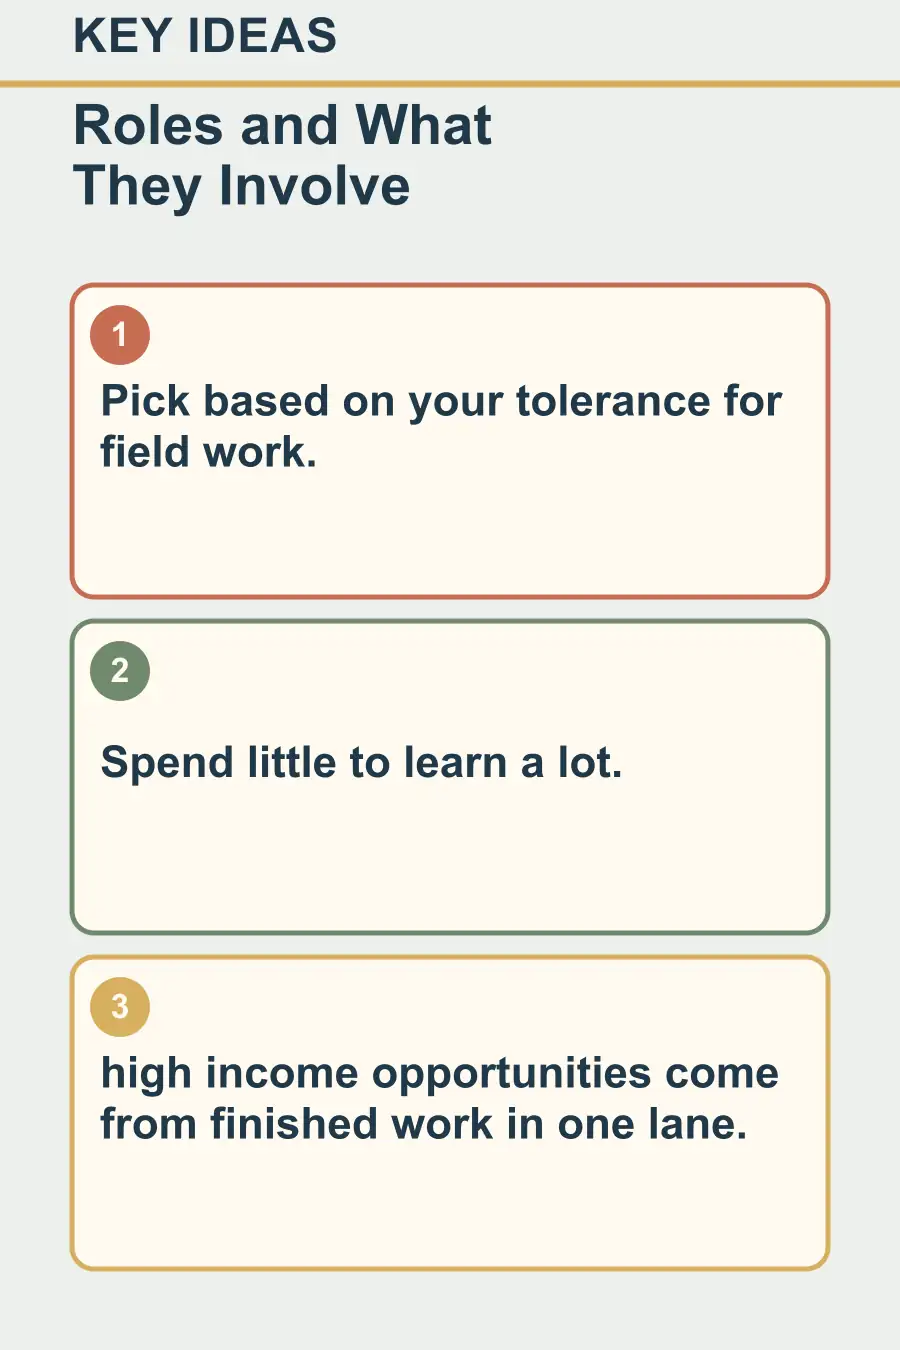 KEY IDEAS
Roles and What
They Involve
1
Pick based on your tolerance for
field work.
2
Spend little to learn a lot.
3
high income opportunities come
from finished work in one lane.